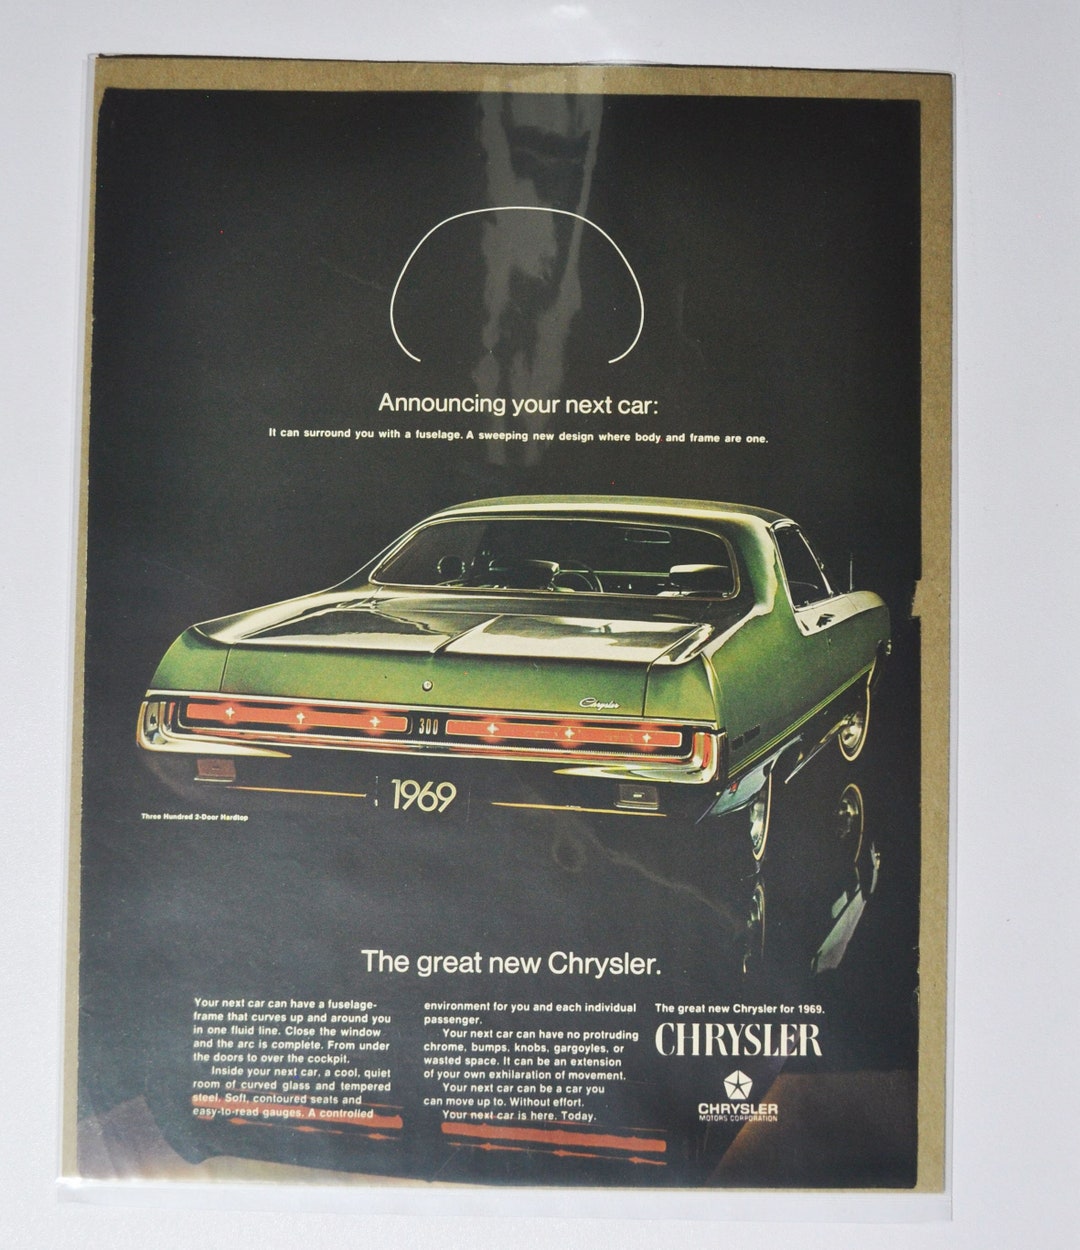 Announcing your next car:
It can surround you with a fuselage. A sweeping new design where body and frame are one.
Chrysler
300
1969
Three Hundred 2-Door Hardtop
The great new Chrysler.
Your next car can have a fuselage-
frame that curves up and around you
in one fluid line. Close the window
and the arc is complete. From under
the doors to over the cockpit.
Inside your next car, a cool, quiet
room of curved glass and tempered
steel. Soft, contoured seats and
easy-to-read gauges. A controlled
environment for you and each individual
passenger.
Your next car can have no protruding
chrome, bumps, knobs, gargoyles, or
wasted space. It can be an extension
of your own exhilaration of movement.
Your next car can be a car you
can move up to. Without effort.
Your next car is here. Today.
The great new Chrysler for 1969.
CHRYSLER
CHRYSLER
MOTORS CORPORATION